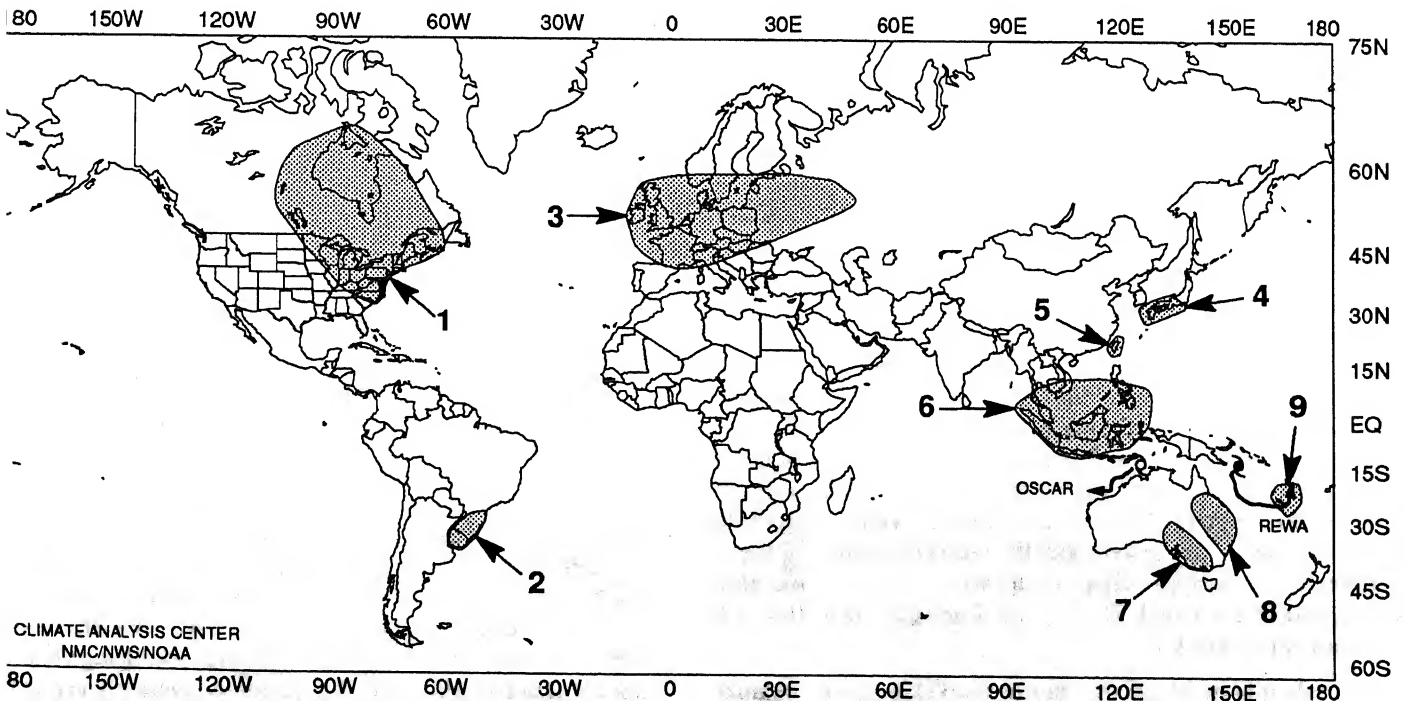 80 150W 120W 90W 60W 30W 0 30E 60E 90E 120E 150E 180
75N
60N
3
45N
1
4
5
30N
15N
6
9
EQ
15S
OSCAR
REWA
30S
2
7
8
45S
CLIMATE ANALYSIS CENTER
NMC/NWS/NOAA
60S
80 150W 120W 90W 60W 30W 0 30E 60E 90E 120E 150E 180